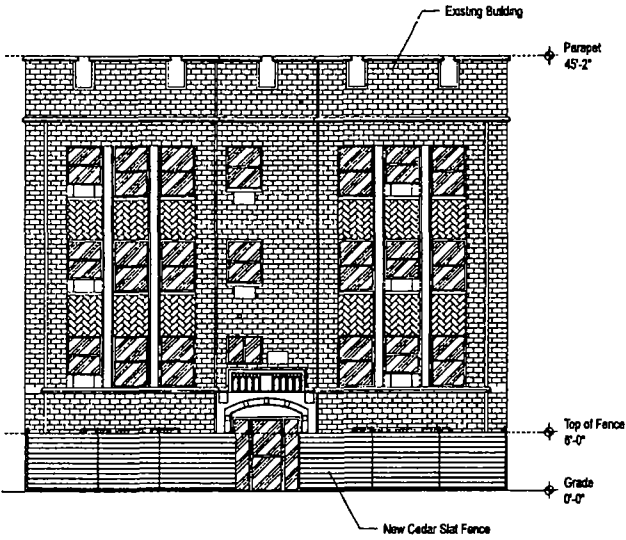 Existing Building
Parapet
45'-2"
Top of Fence
6'-0"
Grade
0'-0"
New Cedar Slat Fence